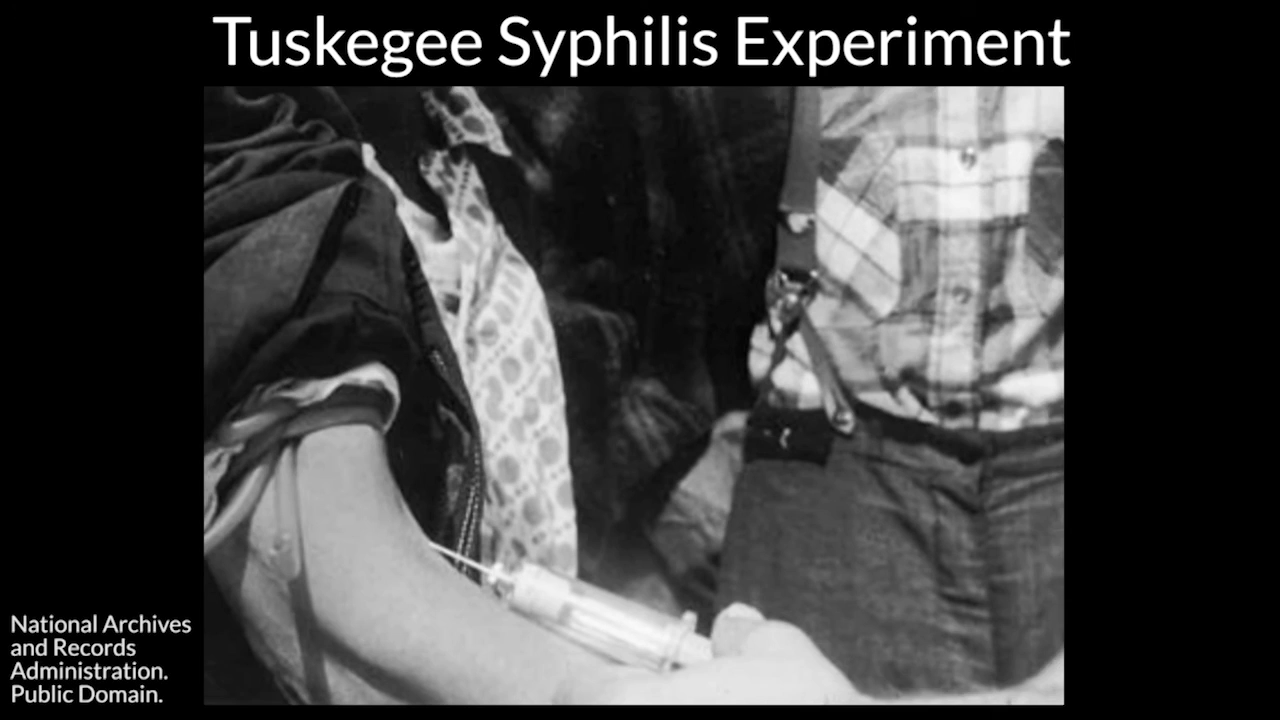 Tuskegee Syphilis Experiment
National Archives
and Records
Administration.
Public Domain.